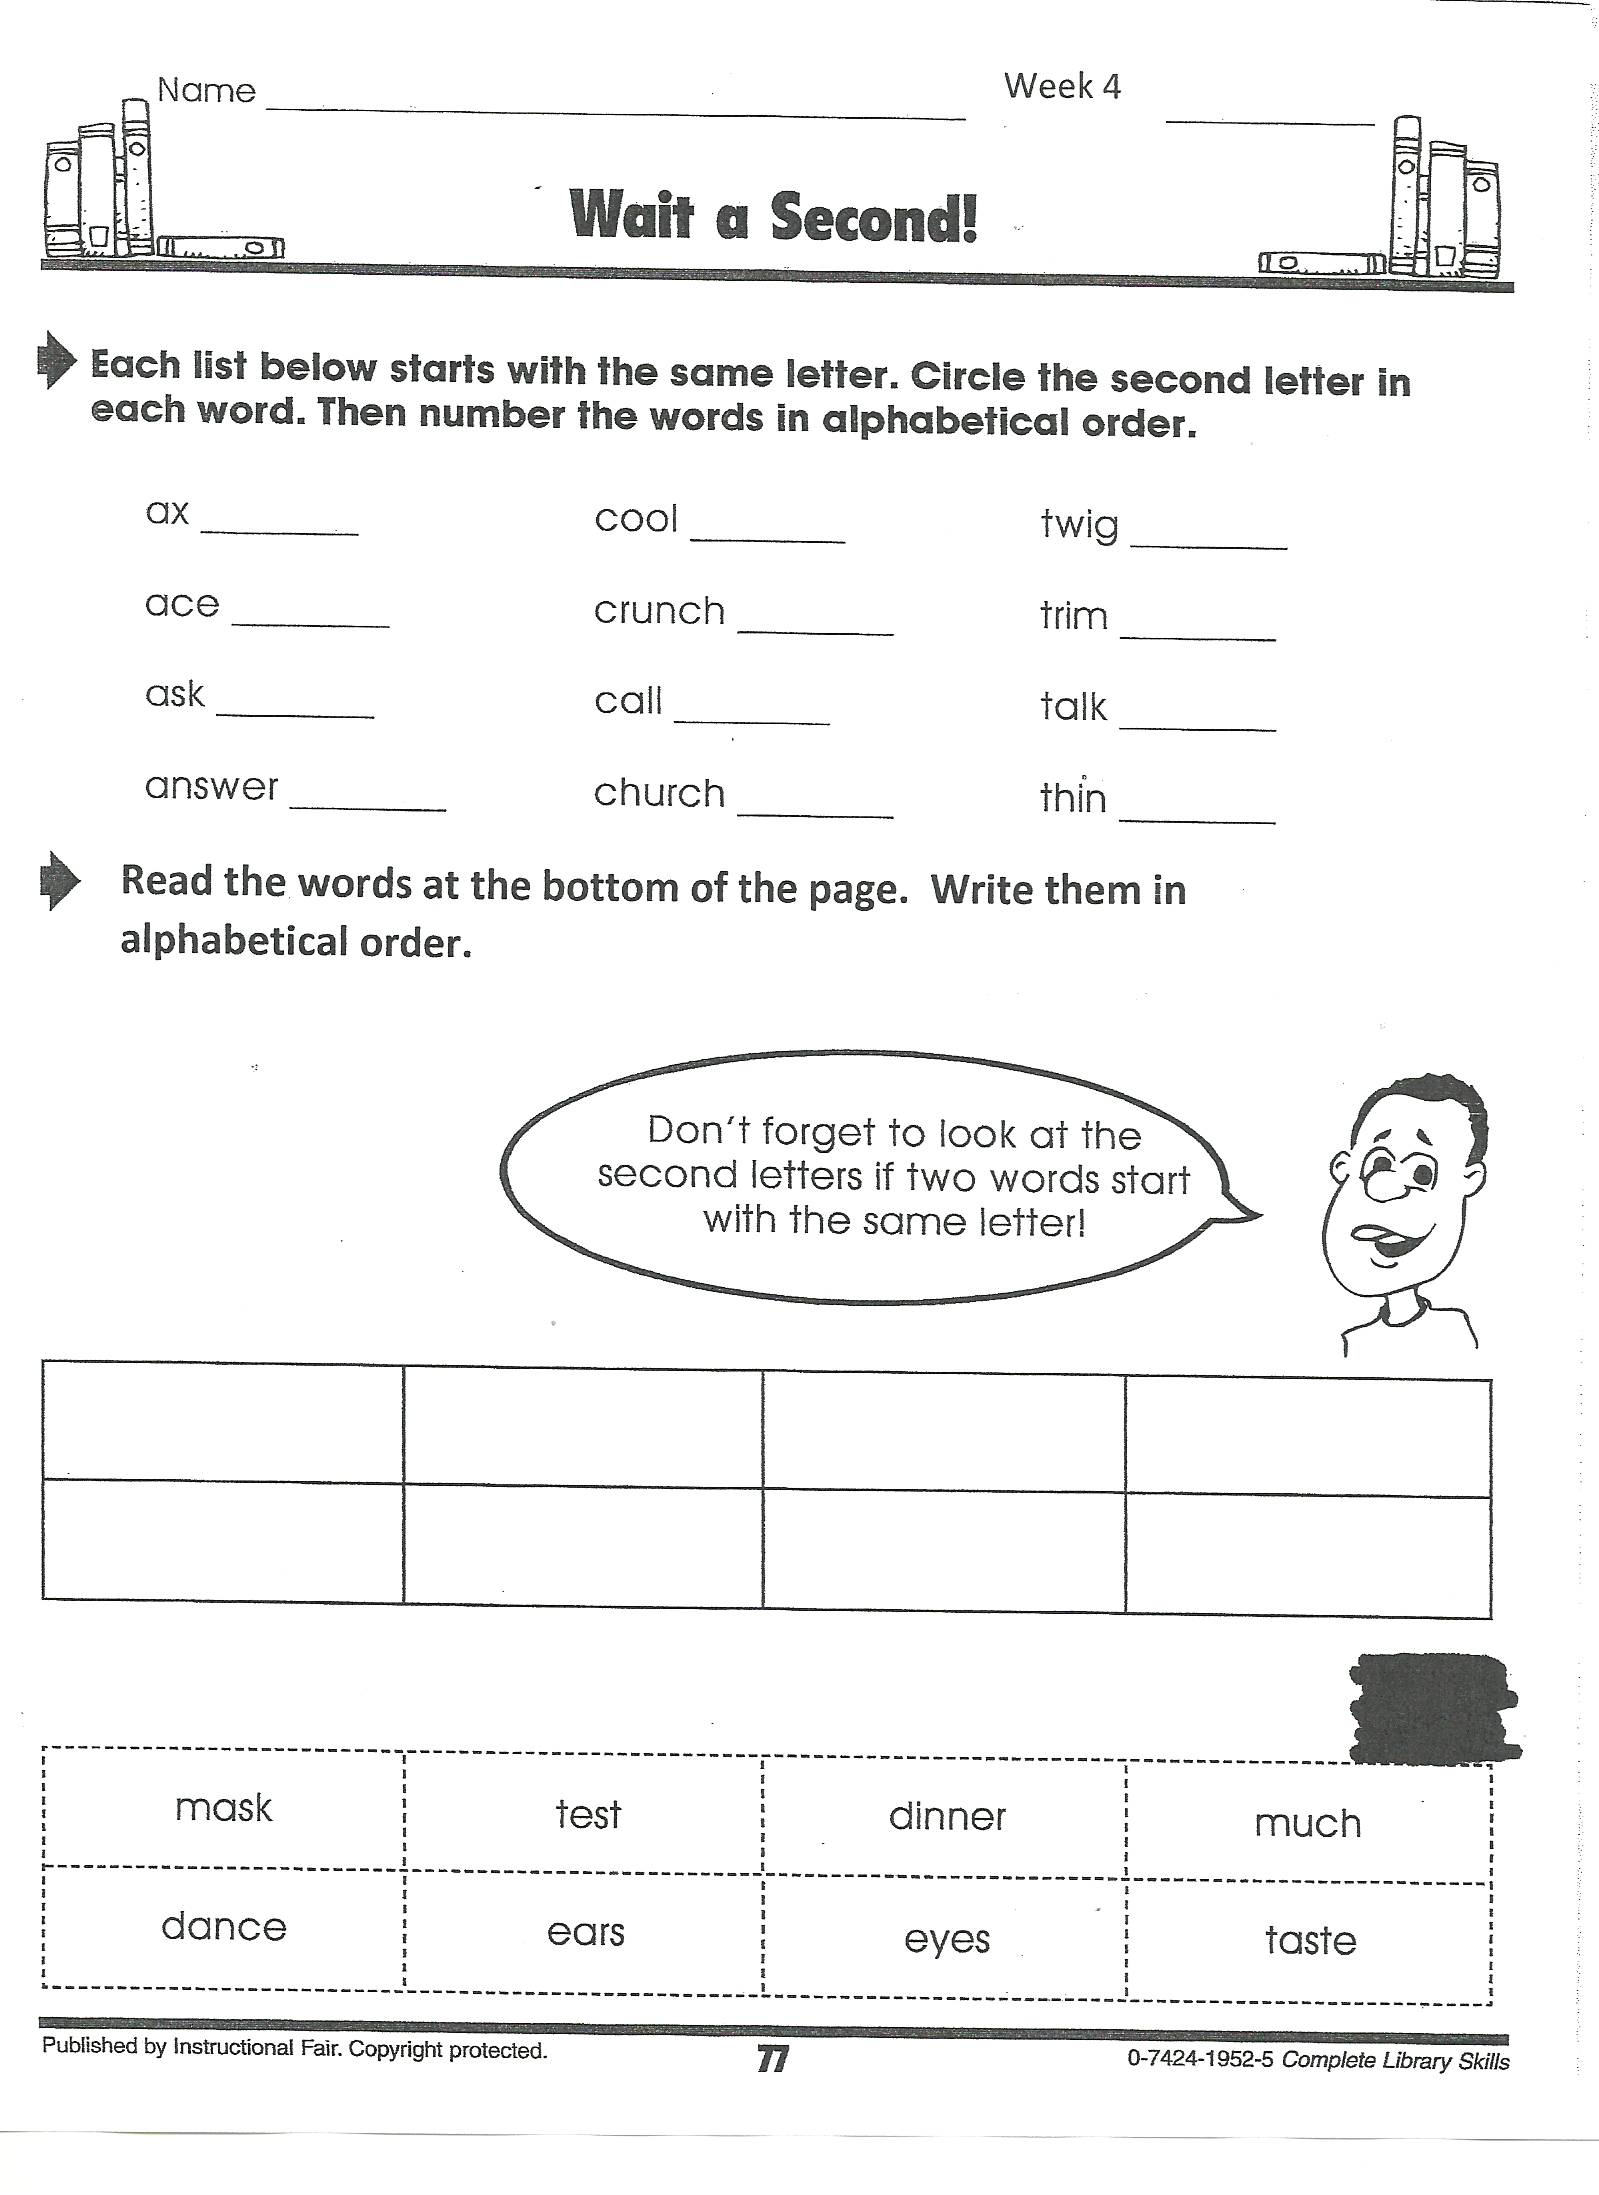 Name Week 4
Wait a Second!
Each list below starts with the same letter. Circle the second letter in
each word. Then number the words in alphabetical order.
ax cool twig
ace crunch trim
ask call talk
answer church thin
Read the words at the bottom of the page. Write them in
alphabetical order.
Don't forget to look at the
second letters if two words start
with the same letter!
mask test dinner much
dance ears eyes taste
Published by Instructional Fair. Copyright protected. 77 0-7424-1952-5 Complete Library Skills